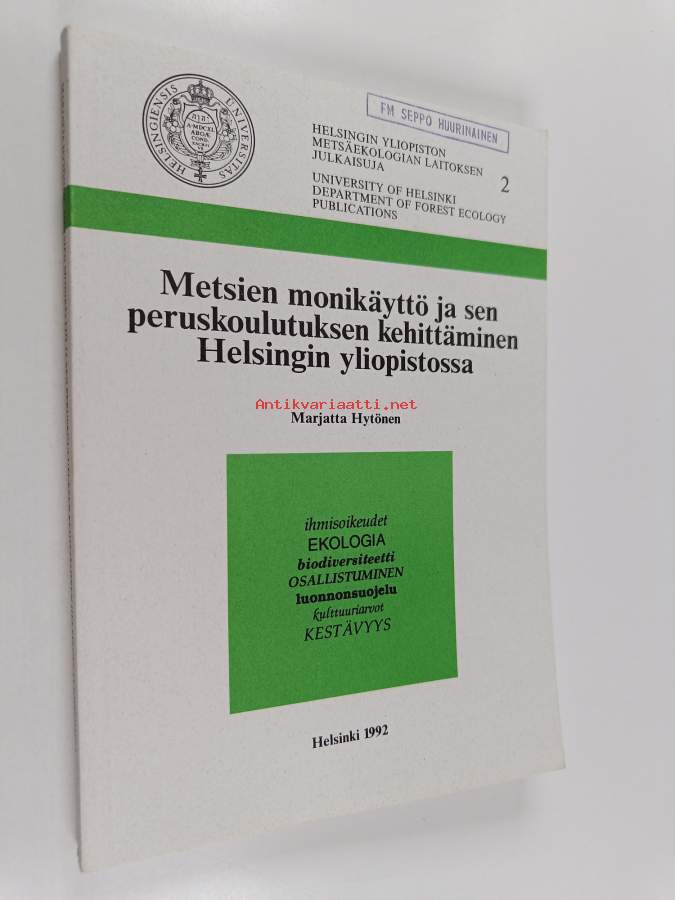 FM SEPPO HUURINAINEN
HELSINGIN YLIOPISTON
METSÄEKOLOGIAN LAITOKSEN
JULKAISUJA
2
UNIVERSITY OF HELSINKI
DEPARTMENT OF FOREST ECOLOGY
PUBLICATIONS
UNIVERSITAS
HELSINGIENSIS
Metsien monikäyttö ja sen
peruskoulutuksen kehittäminen
Helsingin yliopistossa
Antikvariaatti.net
Marjatta Hytönen
ihmisoikeudet
EKOLOGIA
biodiversiteetti
OSALLISTUMINEN
luonnonsuojelu
kulttuuriarvot
KESTÄVYYS
Helsinki 1992